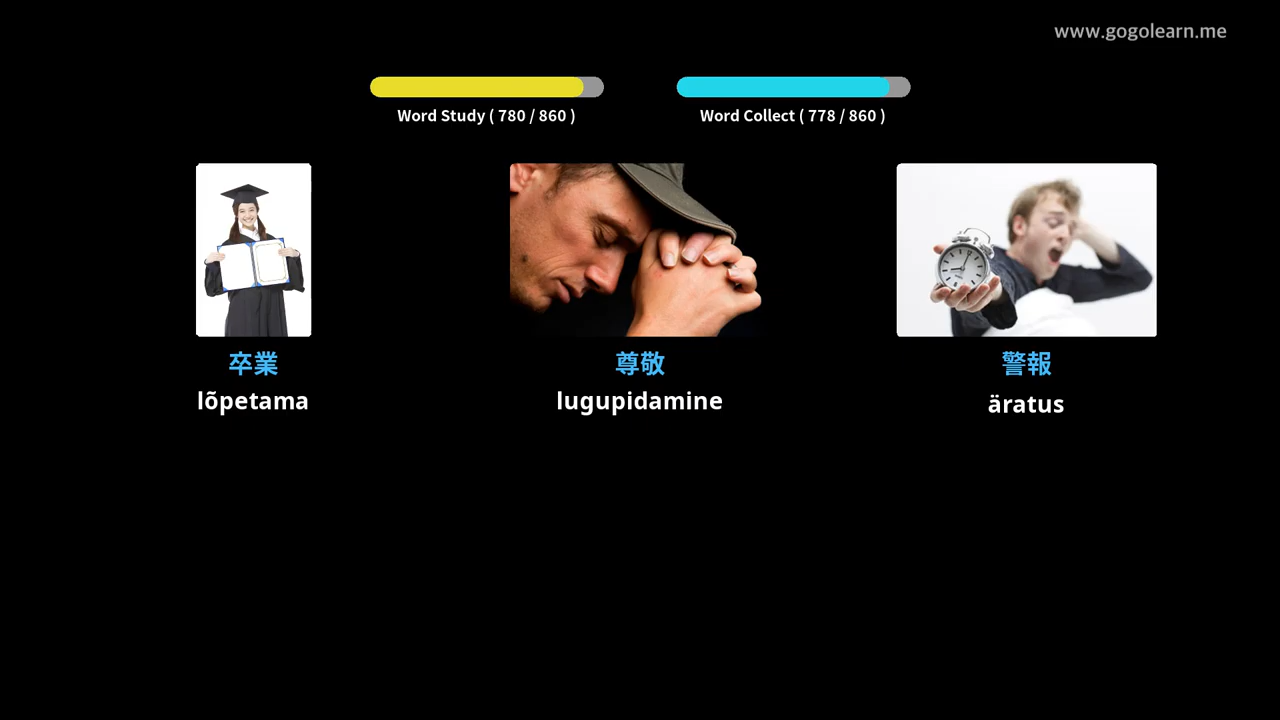 www.gogolearn.me
Word Study ( 780 / 860 )
Word Collect ( 778 / 860 )
卒業
尊敬
警報
lõpetama
lugupidamine
äratus